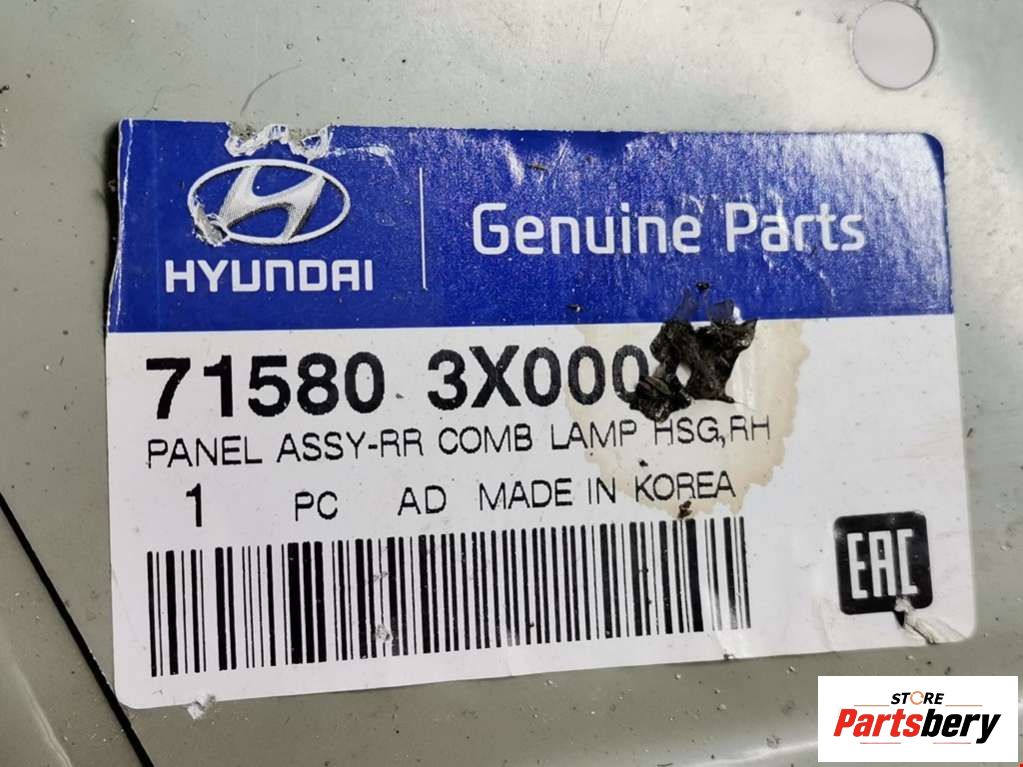 HYUNDAI
Genuine Parts
71580 3X000
PANEL ASSY-RR COMB LAMP HSG,RH
1 PC AD MADE IN KOREA
EAC
STORE
Partsbery